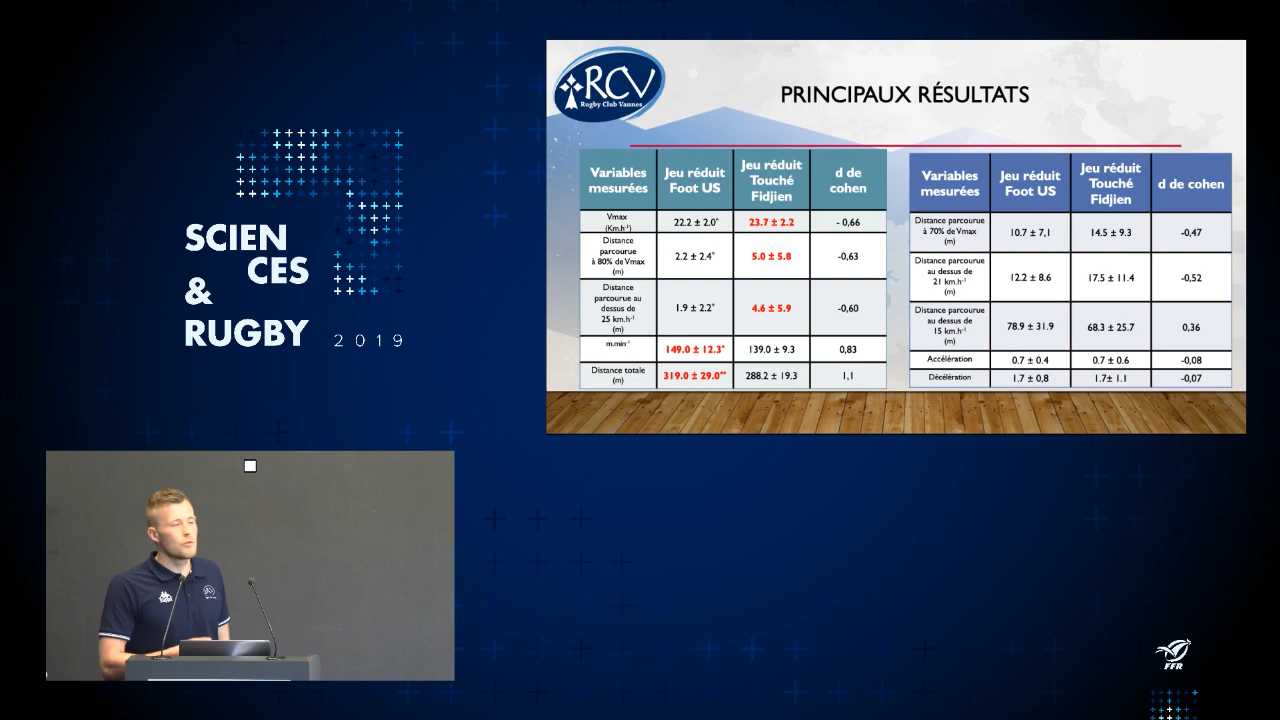 SCIEN
CES
&
RUGBY 2019
RCV
Rugby Club Vannes
PRINCIPAUX RÉSULTATS
Variables mesurées | Jeu réduit Foot US | Jeu réduit Touché Fidjien | d de cohen
Vmax (Km.h⁻¹) | 22.2 ± 2.0* | 23.7 ± 2.2 | - 0,66
Distance parcourue à 80% de Vmax (m) | 2.2 ± 2.4* | 5.0 ± 5.8 | -0,63
Distance parcourue au dessus de 25 km.h⁻¹ (m) | 1.9 ± 2.2* | 4.6 ± 5.9 | -0,60
m.min⁻¹ | 149.0 ± 12.3* | 139.0 ± 9.3 | 0,83
Distance totale (m) | 319.0 ± 29.0** | 288.2 ± 19.3 | 1,1
Variables mesurées | Jeu réduit Foot US | Jeu réduit Touché Fidjien | d de cohen
Distance parcourue à 70% de Vmax (m) | 10.7 ± 7,1 | 14.5 ± 9.3 | -0,47
Distance parcourue au dessus de 21 km.h⁻¹ (m) | 12.2 ± 8.6 | 17.5 ± 11.4 | -0,52
Distance parcourue au dessus de 15 km.h⁻¹ (m) | 78.9 ± 31.9 | 68.3 ± 25.7 | 0,36
Accélération | 0.7 ± 0.4 | 0.7 ± 0.6 | -0,08
Décélération | 1.7 ± 0,8 | 1.7± 1.1 | -0,07
FFR